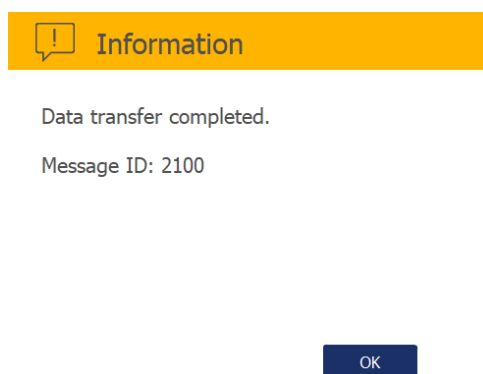 Information
Data transfer completed.
Message ID: 2100
OK